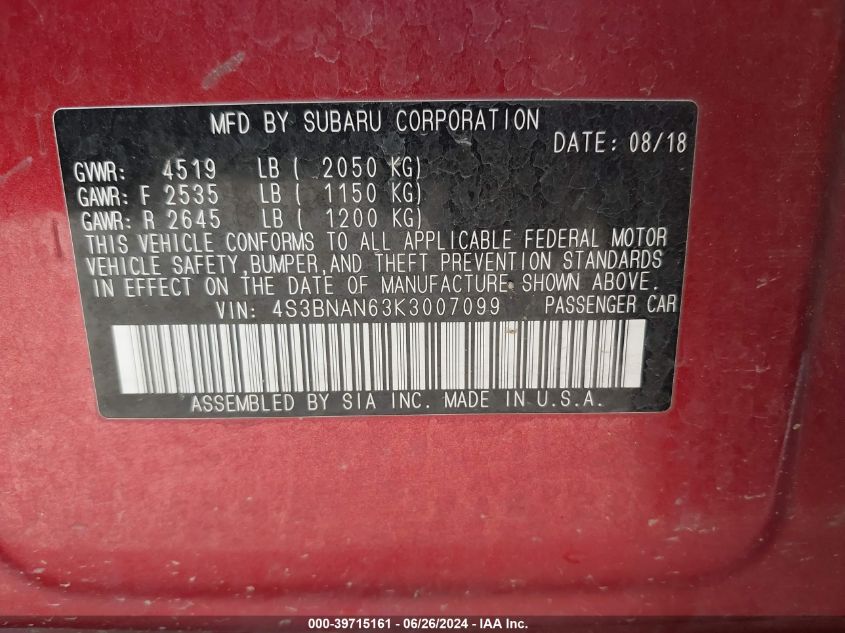 MFD BY SUBARU CORPORATION
DATE: 08/18
GVWR: 4519 LB ( 2050 KG)
GAWR: F 2535 LB ( 1150 KG)
GAWR: R 2645 LB ( 1200 KG)
THIS VEHICLE CONFORMS TO ALL APPLICABLE FEDERAL MOTOR
VEHICLE SAFETY,BUMPER,AND THEFT PREVENTION STANDARDS
IN EFFECT ON THE DATE OF MANUFACTURE SHOWN ABOVE.
VIN: 4S3BNAN63K3007099 PASSENGER CAR
ASSEMBLED BY SIA INC. MADE IN U.S.A.
000-39715161 - 06/26/2024 - IAA Inc.